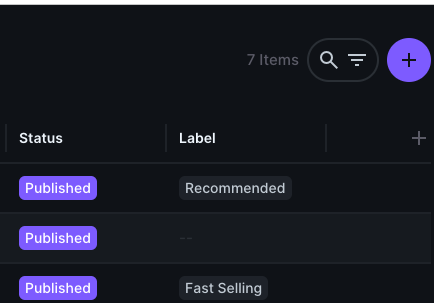 7 Items
Status Label
Published Recommended
Published --
Published Fast Selling